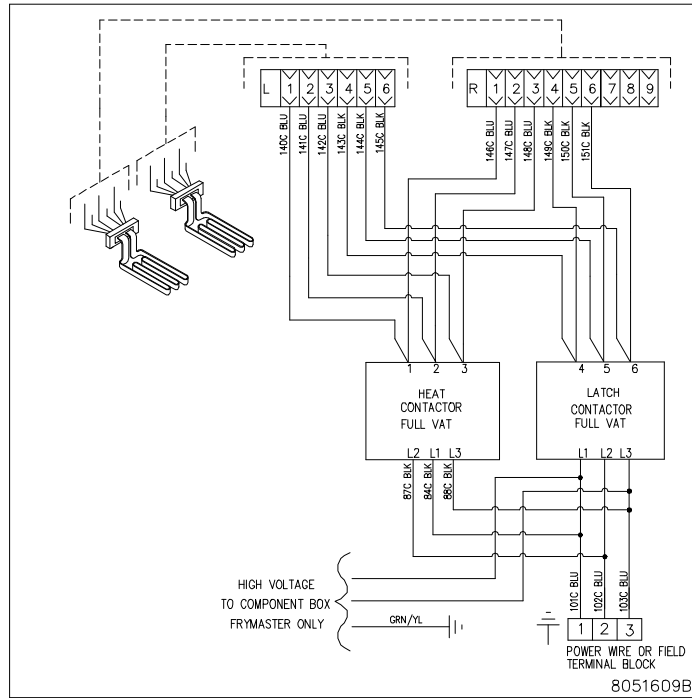 L 1 2 3 4 5 6
R 1 2 3 4 5 6 7 8 9
140C BLU
141C BLU
142C BLU
143C BLK
144C BLK
145C BLK
146C BLU
147C BLU
148C BLU
149C BLK
150C BLK
151C BLK
1 2 3
HEAT
CONTACTOR
FULL VAT
L2 L1 L3
4 5 6
LATCH
CONTACTOR
FULL VAT
L1 L2 L3
87C BLK
84C BLK
88C BLK
HIGH VOLTAGE
TO COMPONENT BOX
FRYMASTER ONLY
GRN/YL
101C BLU
102C BLU
103C BLU
1 2 3
POWER WIRE OR FIELD
TERMINAL BLOCK
8051609B